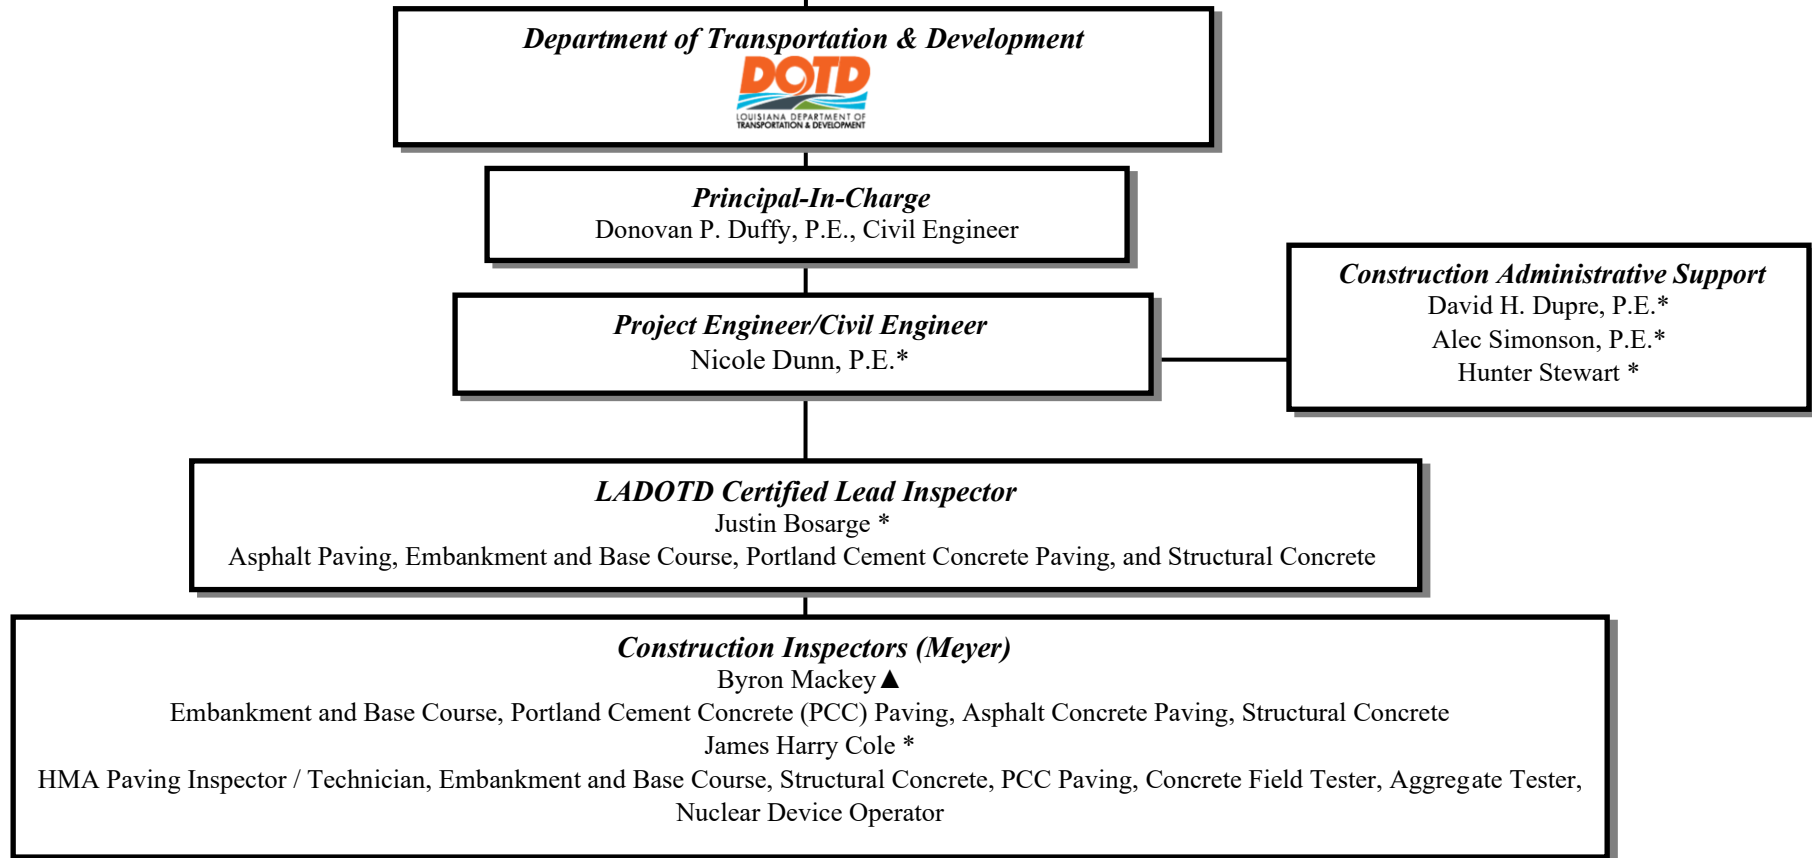 Department of Transportation & Development
DOTD
LOUISIANA DEPARTMENT OF
TRANSPORTATION & DEVELOPMENT
Principal-In-Charge
Donovan P. Duffy, P.E., Civil Engineer
Project Engineer/Civil Engineer
Nicole Dunn, P.E.*
Construction Administrative Support
David H. Dupre, P.E.*
Alec Simonson, P.E.*
Hunter Stewart *
LADOTD Certified Lead Inspector
Justin Bosarge *
Asphalt Paving, Embankment and Base Course, Portland Cement Concrete Paving, and Structural Concrete
Construction Inspectors (Meyer)
Byron Mackey▲
Embankment and Base Course, Portland Cement Concrete (PCC) Paving, Asphalt Concrete Paving, Structural Concrete
James Harry Cole *
HMA Paving Inspector / Technician, Embankment and Base Course, Structural Concrete, PCC Paving, Concrete Field Tester, Aggregate Tester,
Nuclear Device Operator